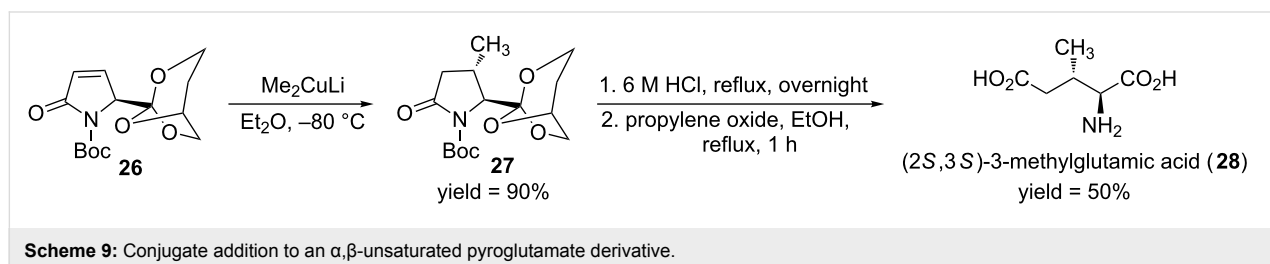 CH₃
CH₃
O
O
Me₂CuLi
1. 6 M HCl, reflux, overnight
HO₂C
CO₂H
O
N
O
O
Et₂O, –80 °C
O
N
O
O
2. propylene oxide, EtOH,
reflux, 1 h
NH₂
Boc
26
Boc
27
(2S,3S)-3-methylglutamic acid (28)
yield = 90%
yield = 50%
Scheme 9: Conjugate addition to an α,β-unsaturated pyroglutamate derivative.